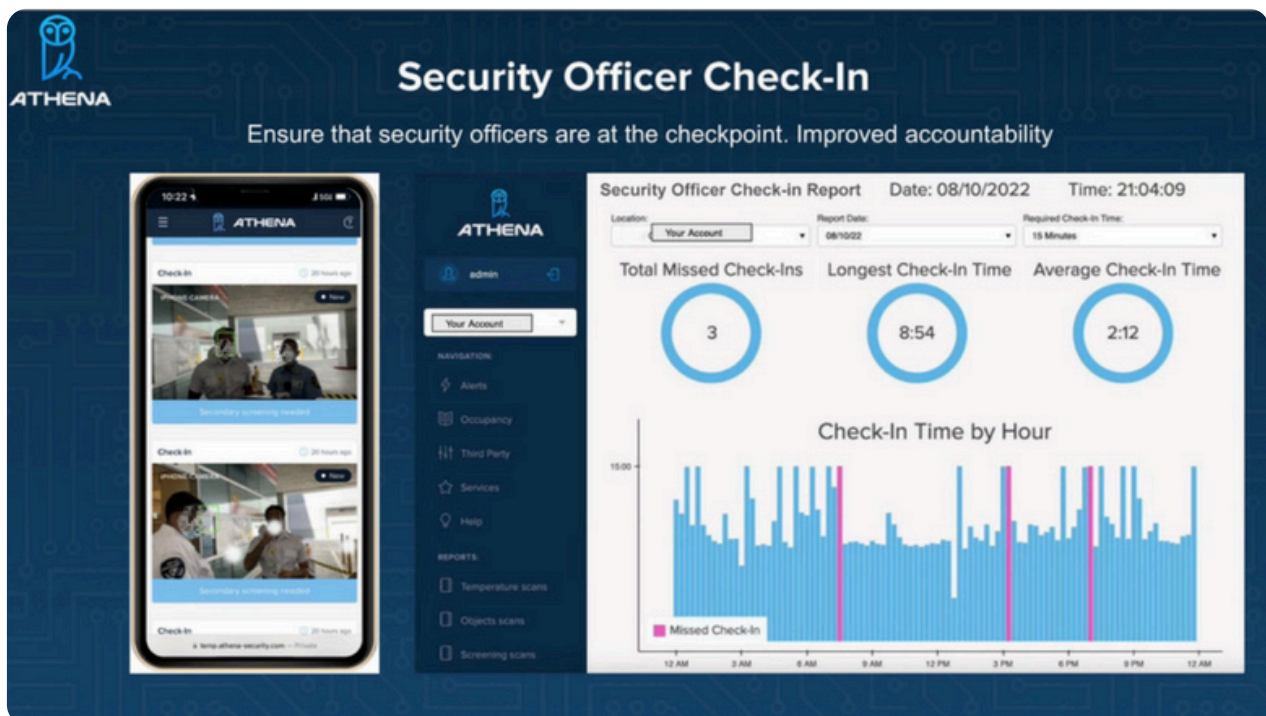 ATHENA
Security Officer Check-In
Ensure that security officers are at the checkpoint. Improved accountability
10:22
ATHENA
Check-In
20 hours ago
IPHONE CAMERA
New
Secondary screening needed
Check-In
20 hours ago
IPHONE CAMERA
New
Secondary screening needed
Check-In
20 hours ago
temp.athena-security.com — Private
ATHENA
admin
Your Account
NAVIGATION:
Alerts
Occupancy
Third Party
Services
Help
REPORTS:
Temperature scans
Objects scans
Screening scans
Security Officer Check-in Report Date: 08/10/2022 Time: 21:04:09
Location: Report Date: Required Check-In Time:
Your Account 08/10/22 15 Minutes
Total Missed Check-Ins Longest Check-In Time Average Check-In Time
3 8:54 2:12
Check-In Time by Hour
15:00
Missed Check-In
12 AM 3 AM 6 AM 9 AM 12 PM 3 PM 6 PM 9 PM 12 AM